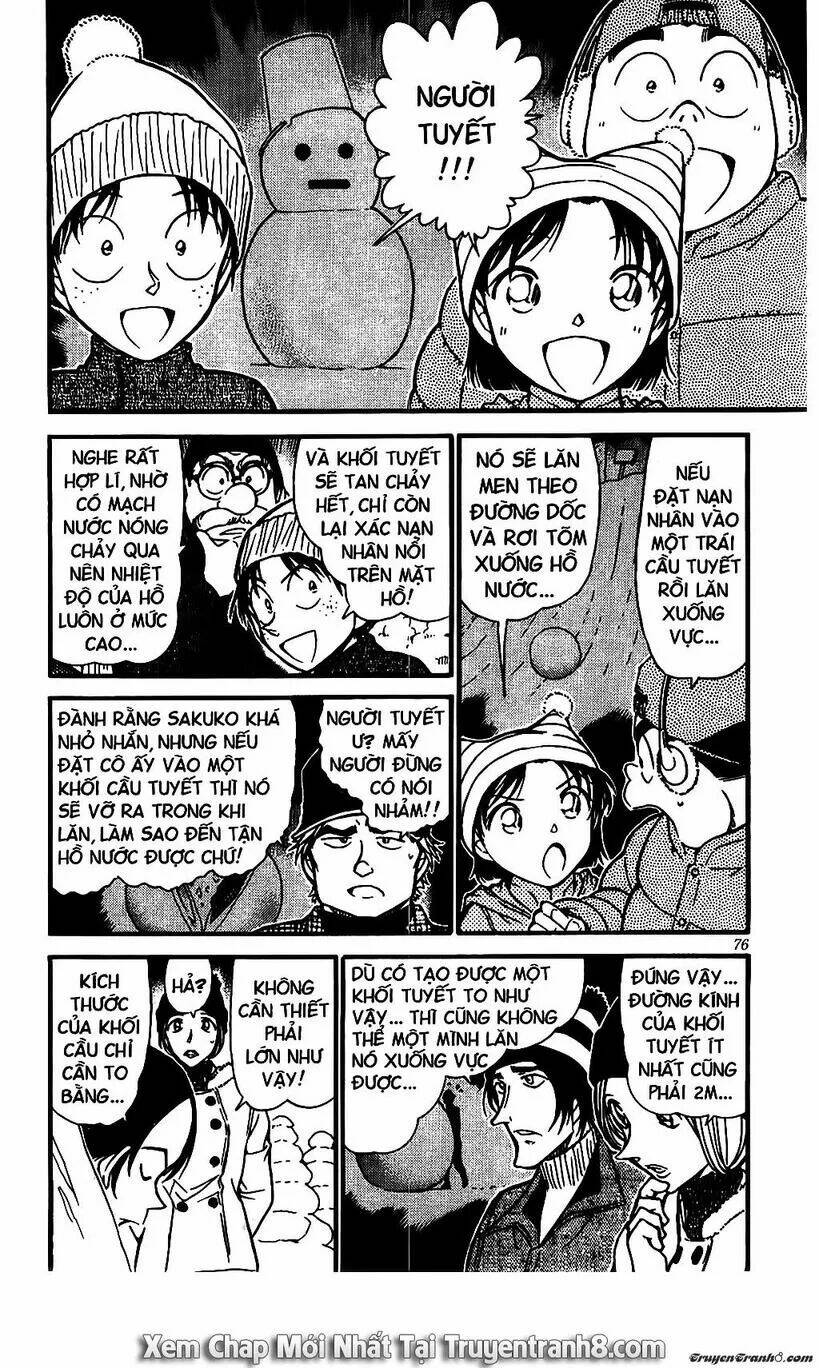 NGƯỜI
TUYẾT
!!!
NẾU
ĐẶT NẠN
NHÂN VÀO
MỘT TRÁI
CẦU TUYẾT
RỒI LĂN
XUỐNG
VỰC...
NÓ SẼ LĂN
MEN THEO
ĐƯỜNG DỐC
VÀ RƠI TÕM
XUỐNG HỒ
NƯỚC...
VÀ KHỐI TUYẾT
SẼ TAN CHẢY
HẾT, CHỈ CÒN
LẠI XÁC NẠN
NHÂN NỔI
TRÊN MẶT
HỒ!
NGHE RẤT
HỢP LÍ, NHỜ
CÓ MẠCH
NƯỚC NÓNG
CHẢY QUA
NÊN NHIỆT
ĐỘ CỦA HỒ
LUÔN Ở MỨC
CAO...
NGƯỜI TUYẾT
Ư? MẤY
NGƯỜI ĐỪNG
CÓ NÓI
NHẢM!!
ĐÀNH RẰNG SAKUKO KHÁ
NHỎ NHẮN, NHƯNG NẾU
ĐẶT CÔ ẤY VÀO MỘT
KHỐI CẦU TUYẾT THÌ NÓ
SẼ VỠ RA TRONG KHI
LĂN, LÀM SAO ĐẾN TẬN
HỒ NƯỚC ĐƯỢC CHỨ!
76
ĐÚNG VẬY...
ĐƯỜNG KÍNH
CỦA KHỐI
TUYẾT ÍT
NHẤT CŨNG
PHẢI 2M...
DÙ CÓ TẠO ĐƯỢC MỘT
KHỐI TUYẾT TO NHƯ
VẬY... THÌ CŨNG KHÔNG
THỂ MỘT MÌNH LĂN
NÓ XUỐNG VỰC
ĐƯỢC...
KHÔNG
CẦN THIẾT
PHẢI
LỚN NHƯ
VẬY!
HẢ?
KÍCH
THƯỚC
CỦA KHỐI
CẦU CHỈ
CẦN TO
BẰNG...
Xem Chap Mới Nhất Tại Truyentranh8.com
TruyenTranh8.com